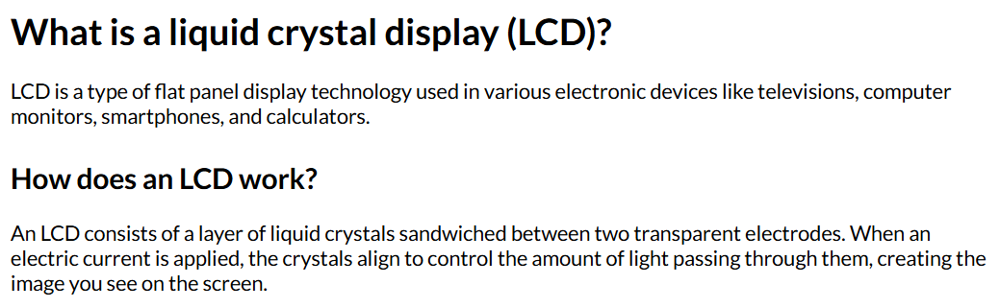 What is a liquid crystal display (LCD)?
LCD is a type of flat panel display technology used in various electronic devices like televisions, computer
monitors, smartphones, and calculators.
How does an LCD work?
An LCD consists of a layer of liquid crystals sandwiched between two transparent electrodes. When an
electric current is applied, the crystals align to control the amount of light passing through them, creating the
image you see on the screen.